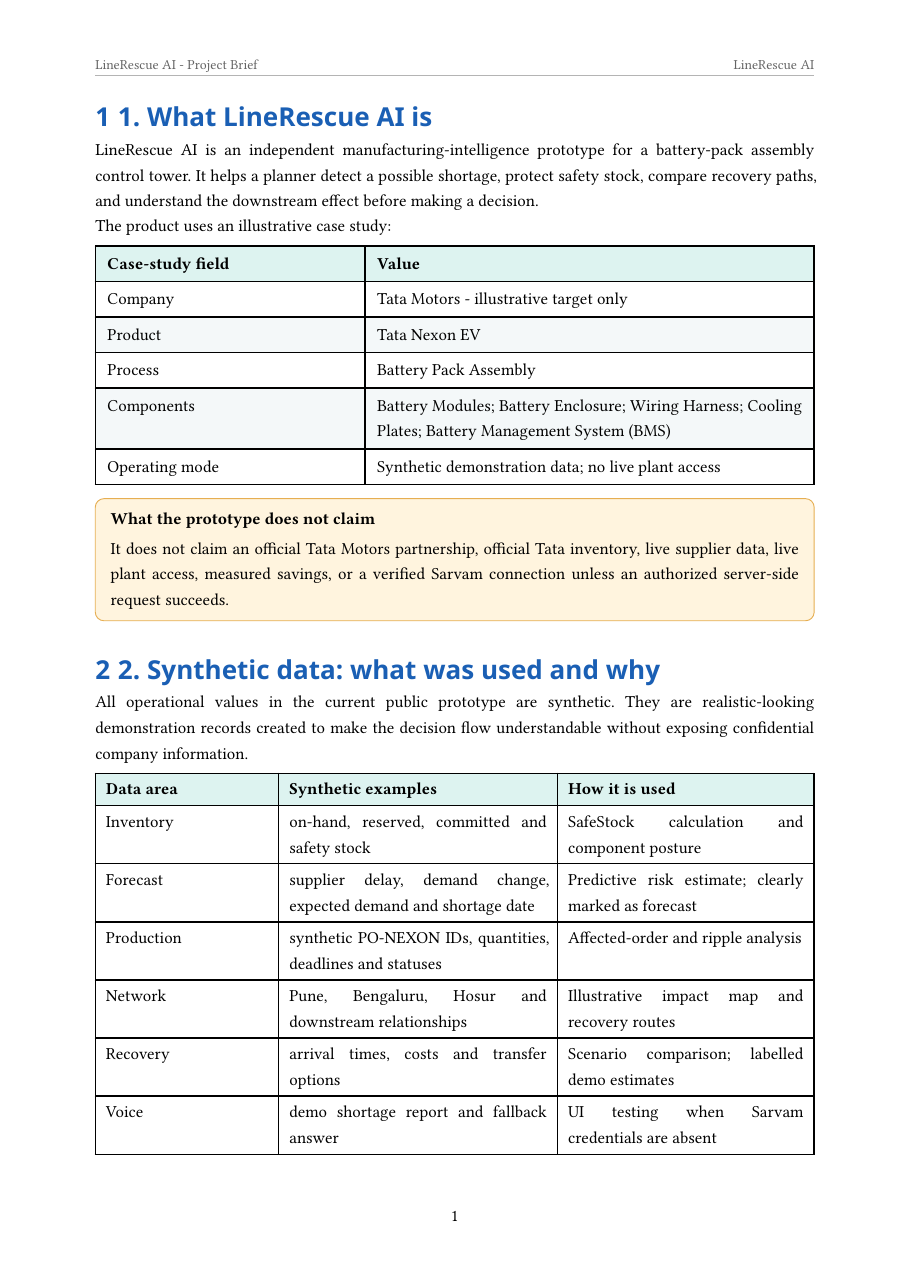 LineRescue AI - Project Brief LineRescue AI
1 1. What LineRescue AI is
LineRescue AI is an independent manufacturing-intelligence prototype for a battery-pack assembly
control tower. It helps a planner detect a possible shortage, protect safety stock, compare recovery paths,
and understand the downstream effect before making a decision.
The product uses an illustrative case study:
Case-study field Value
Company Tata Motors - illustrative target only
Product Tata Nexon EV
Process Battery Pack Assembly
Components Battery Modules; Battery Enclosure; Wiring Harness; Cooling
Plates; Battery Management System (BMS)
Operating mode Synthetic demonstration data; no live plant access
What the prototype does not claim
It does not claim an official Tata Motors partnership, official Tata inventory, live supplier data, live
plant access, measured savings, or a verified Sarvam connection unless an authorized server-side
request succeeds.
2 2. Synthetic data: what was used and why
All operational values in the current public prototype are synthetic. They are realistic-looking
demonstration records created to make the decision flow understandable without exposing confidential
company information.
Data area Synthetic examples How it is used
Inventory on-hand, reserved, committed and SafeStock calculation and
safety stock component posture
Forecast supplier delay, demand change, Predictive risk estimate; clearly
expected demand and shortage date marked as forecast
Production synthetic PO-NEXON IDs, quantities, Affected-order and ripple analysis
deadlines and statuses
Network Pune, Bengaluru, Hosur and Illustrative impact map and
downstream relationships recovery routes
Recovery arrival times, costs and transfer Scenario comparison; labelled
options demo estimates
Voice demo shortage report and fallback UI testing when Sarvam
answer credentials are absent
1